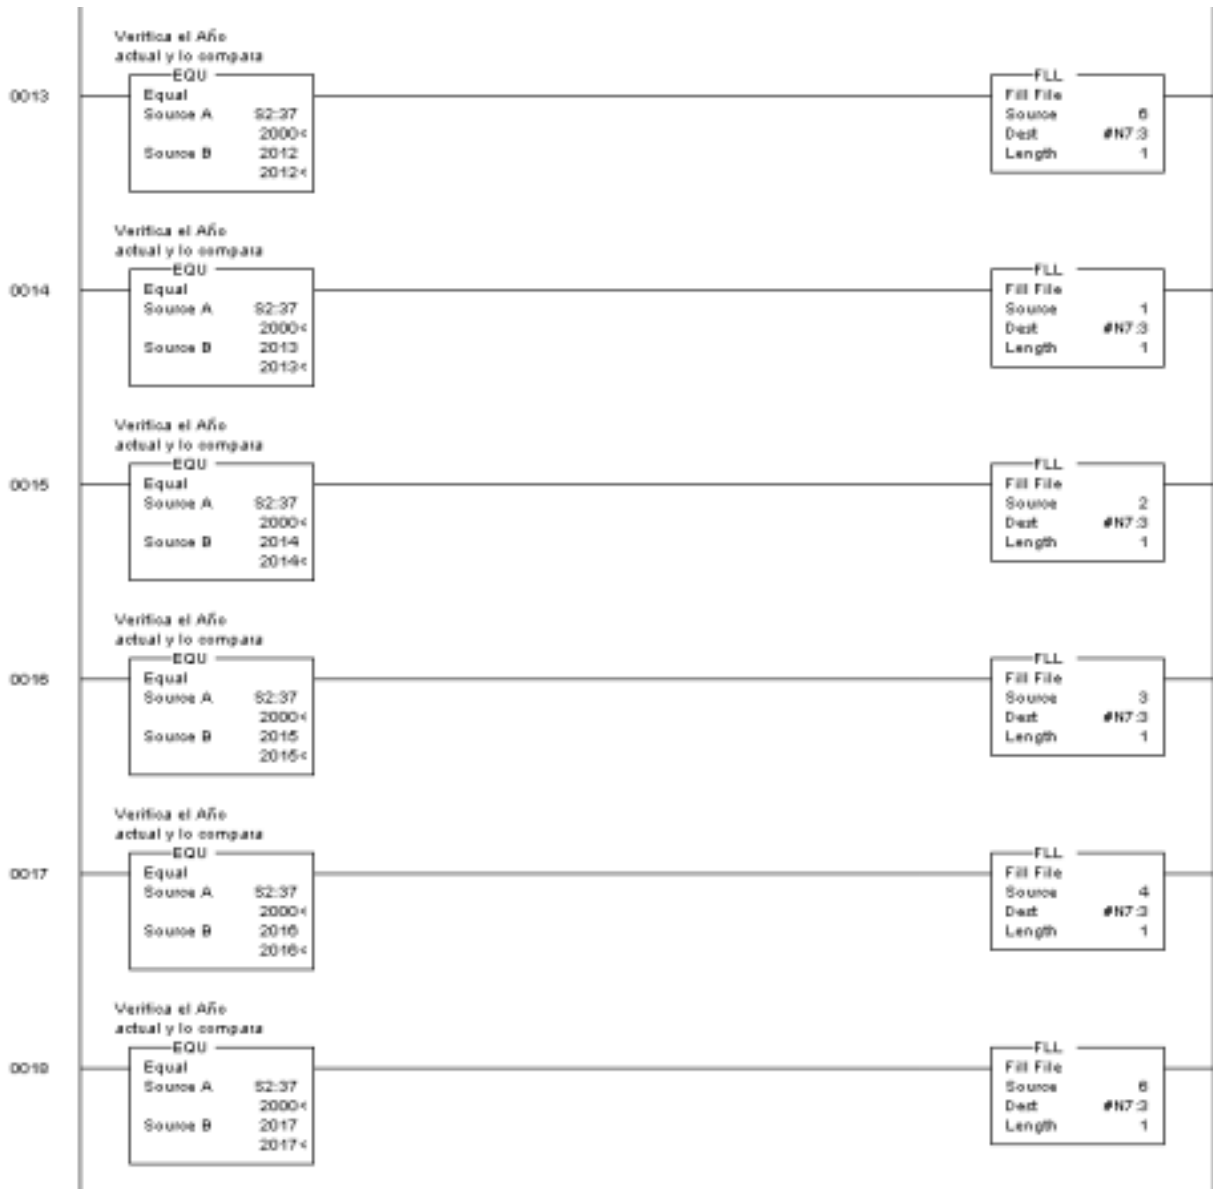 Verifica el Año
actual y lo compara
0013
EQU
Equal
Source A S2:37
2000<
Source B 2012
2012<
FLL
Fill File
Source 6
Dest #N7:3
Length 1
Verifica el Año
actual y lo compara
0014
EQU
Equal
Source A S2:37
2000<
Source B 2013
2013<
FLL
Fill File
Source 1
Dest #N7:3
Length 1
Verifica el Año
actual y lo compara
0015
EQU
Equal
Source A S2:37
2000<
Source B 2014
2014<
FLL
Fill File
Source 2
Dest #N7:3
Length 1
Verifica el Año
actual y lo compara
0016
EQU
Equal
Source A S2:37
2000<
Source B 2015
2015<
FLL
Fill File
Source 3
Dest #N7:3
Length 1
Verifica el Año
actual y lo compara
0017
EQU
Equal
Source A S2:37
2000<
Source B 2016
2016<
FLL
Fill File
Source 4
Dest #N7:3
Length 1
Verifica el Año
actual y lo compara
0018
EQU
Equal
Source A S2:37
2000<
Source B 2017
2017<
FLL
Fill File
Source 6
Dest #N7:3
Length 1